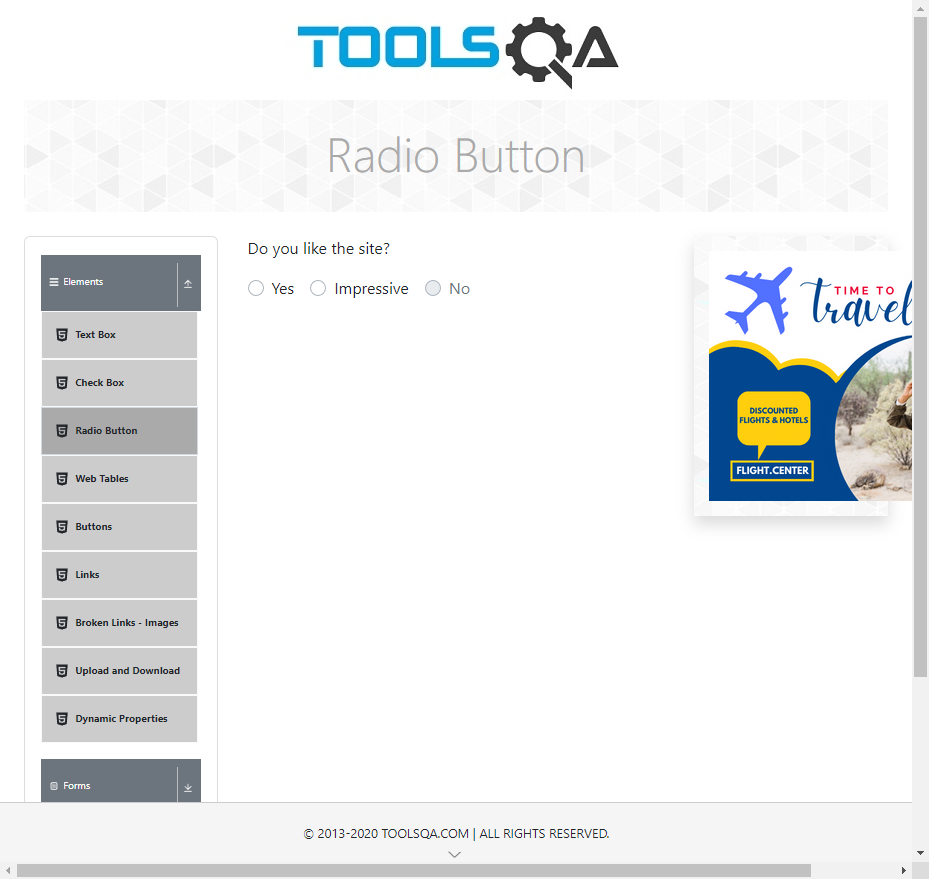 TOOLSQA
Radio Button
Do you like the site?
Yes
Impressive
No
Elements
Text Box
Check Box
Radio Button
Web Tables
Buttons
Links
Broken Links - Images
Upload and Download
Dynamic Properties
Forms
TIME TO
travel
DISCOUNTED
FLIGHTS & HOTELS
FLIGHT.CENTER
© 2013-2020 TOOLSQA.COM | ALL RIGHTS RESERVED.